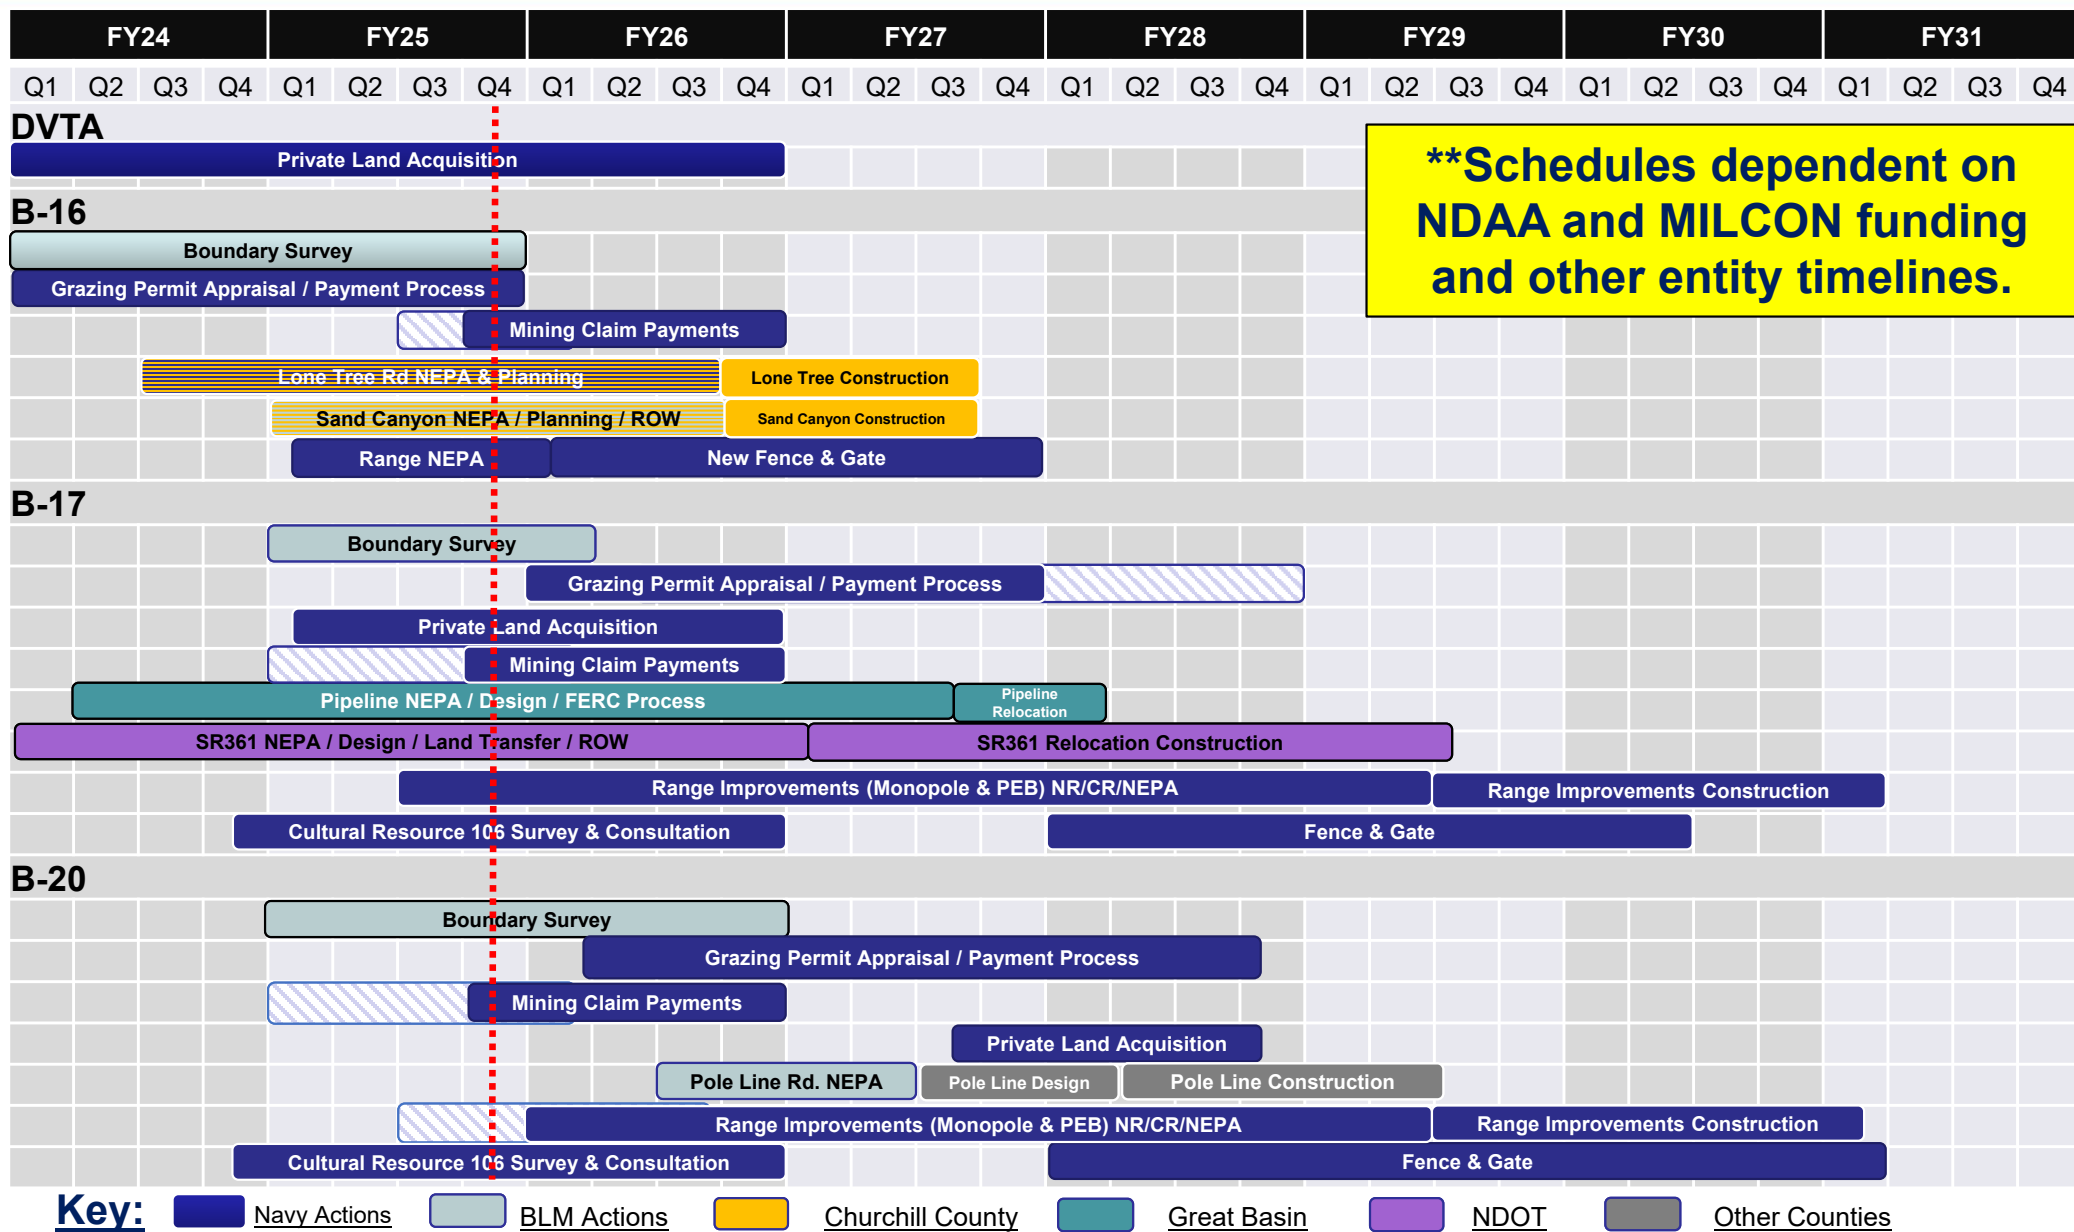 FY24 FY25 FY26 FY27 FY28 FY29 FY30 FY31
Q1 Q2 Q3 Q4 Q1 Q2 Q3 Q4 Q1 Q2 Q3 Q4 Q1 Q2 Q3 Q4 Q1 Q2 Q3 Q4 Q1 Q2 Q3 Q4 Q1 Q2 Q3 Q4 Q1 Q2 Q3 Q4
DVTA
Private Land Acquisition
**Schedules dependent on
NDAA and MILCON funding
and other entity timelines.
B-16
Boundary Survey
Grazing Permit Appraisal / Payment Process
Mining Claim Payments
Lone Tree Rd NEPA & Planning Lone Tree Construction
Sand Canyon NEPA / Planning / ROW Sand Canyon Construction
Range NEPA New Fence & Gate
B-17
Boundary Survey
Grazing Permit Appraisal / Payment Process
Private Land Acquisition
Mining Claim Payments
Pipeline NEPA / Design / FERC Process
Pipeline
Relocation
SR361 NEPA / Design / Land Transfer / ROW SR361 Relocation Construction
Range Improvements (Monopole & PEB) NR/CR/NEPA Range Improvements Construction
Cultural Resource 106 Survey & Consultation Fence & Gate
B-20
Boundary Survey
Grazing Permit Appraisal / Payment Process
Mining Claim Payments
Private Land Acquisition
Pole Line Rd. NEPA Pole Line Design Pole Line Construction
Range Improvements (Monopole & PEB) NR/CR/NEPA Range Improvements Construction
Cultural Resource 106 Survey & Consultation Fence & Gate
Key: Navy Actions BLM Actions Churchill County Great Basin NDOT Other Counties